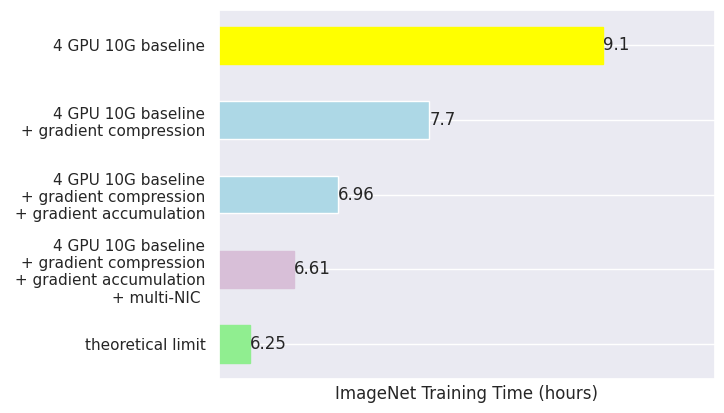 4 GPU 10G baseline
9.1
4 GPU 10G baseline
+ gradient compression
7.7
4 GPU 10G baseline
+ gradient compression
+ gradient accumulation
6.96
4 GPU 10G baseline
+ gradient compression
+ gradient accumulation
+ multi-NIC
6.61
theoretical limit
6.25
ImageNet Training Time (hours)